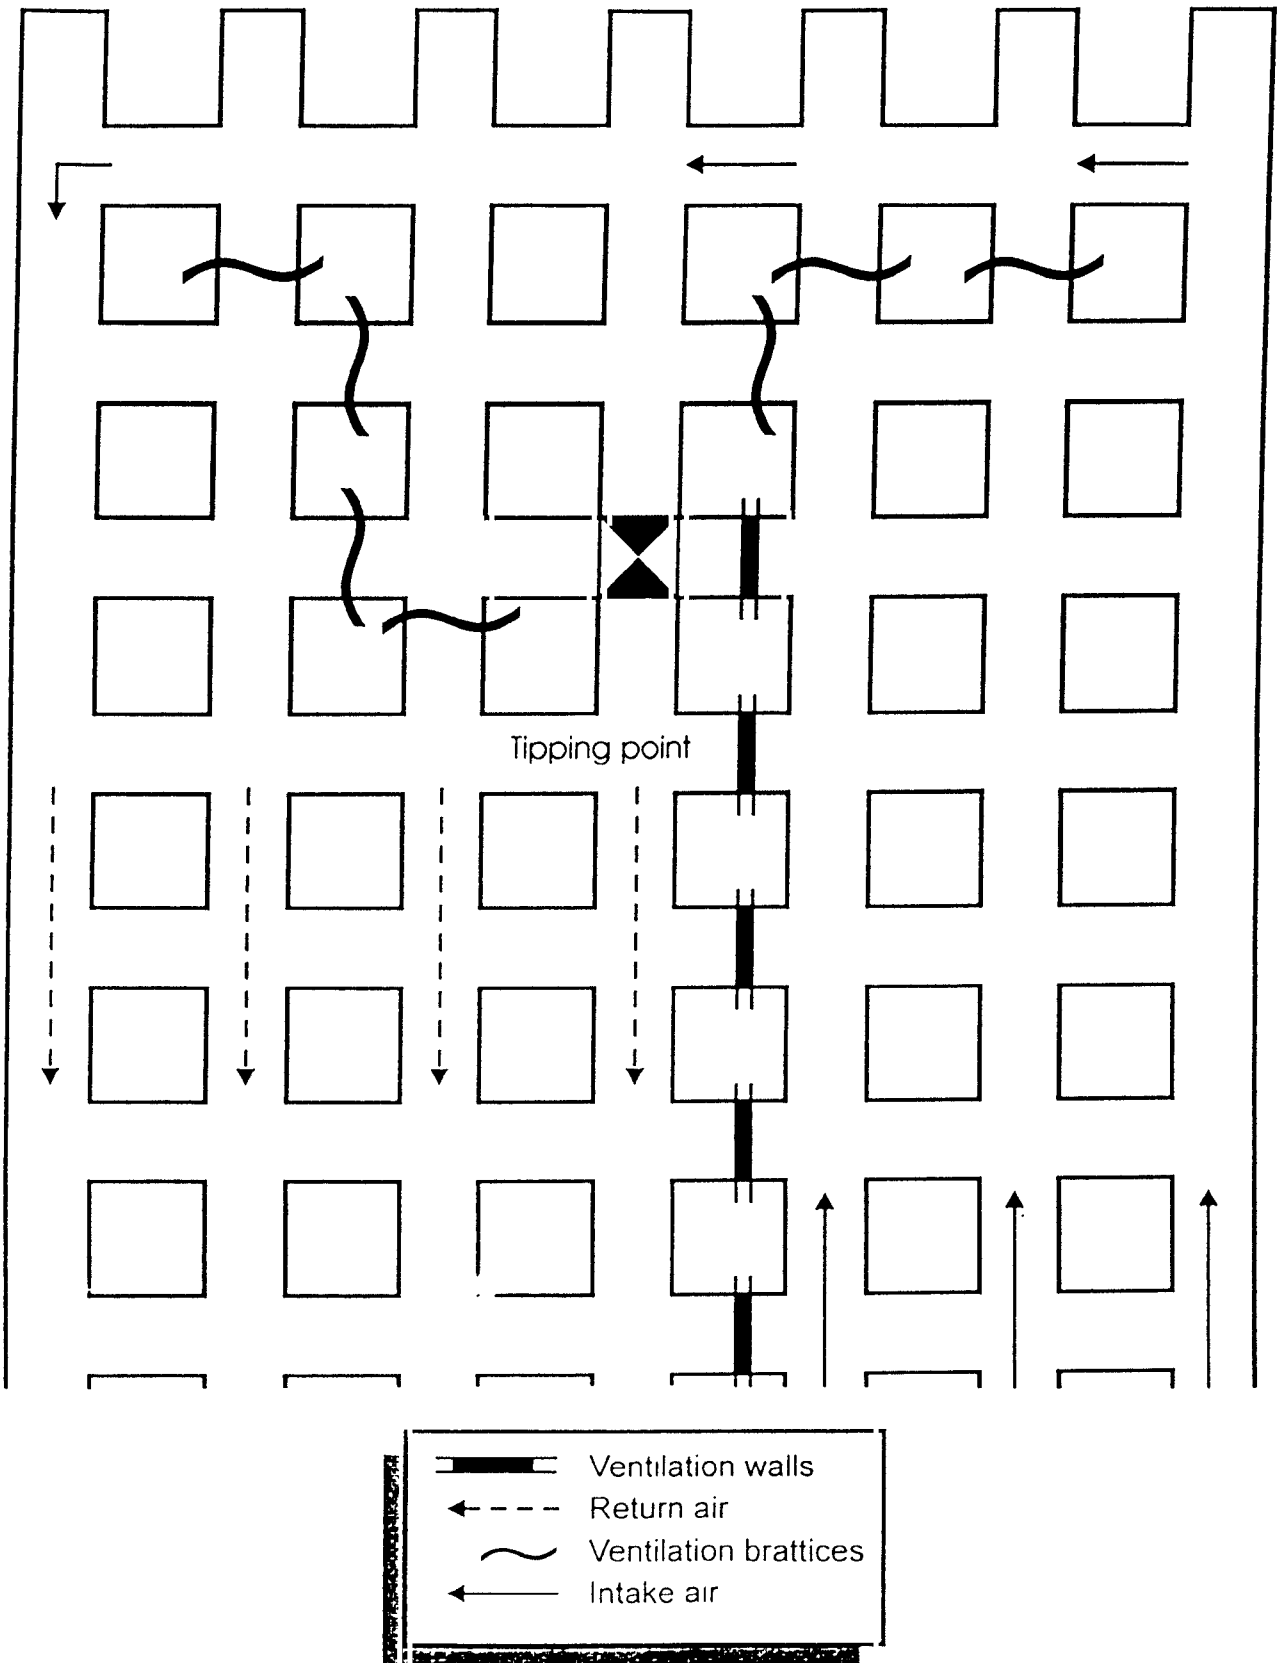 Tipping point
Ventilation walls
Return air
Ventilation brattices
Intake air